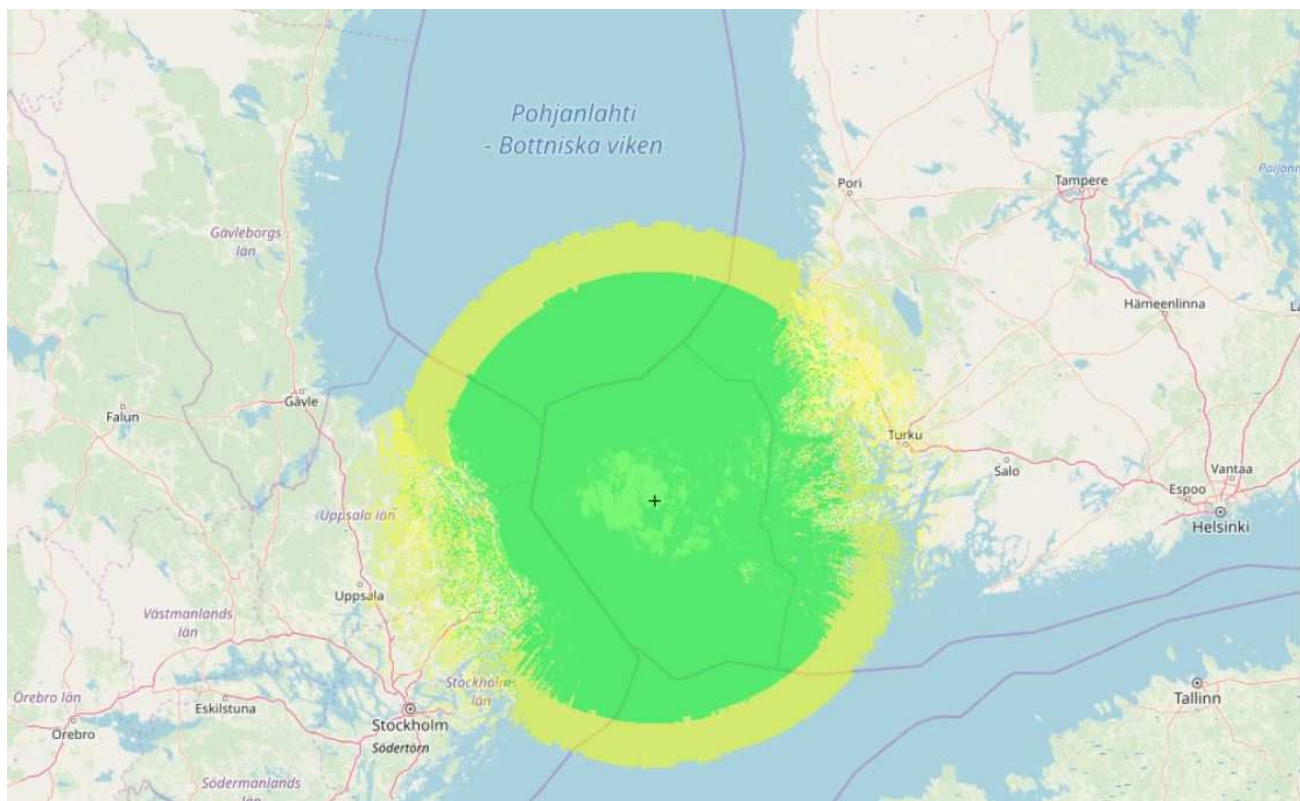 Pohjanlahti
- Bottniska viken
Pori
Tampere
Gävleborgs
län
Hämeenlinna
Falun
Gävle
Turku
Salo
Vantaa
Espoo
Helsinki
Uppsala län
Uppsala
Västmanlands
län
Örebro län
Eskilstuna
Stockholms
län
Tallinn
Örebro
Stockholm
Södertörn
Södermanlands